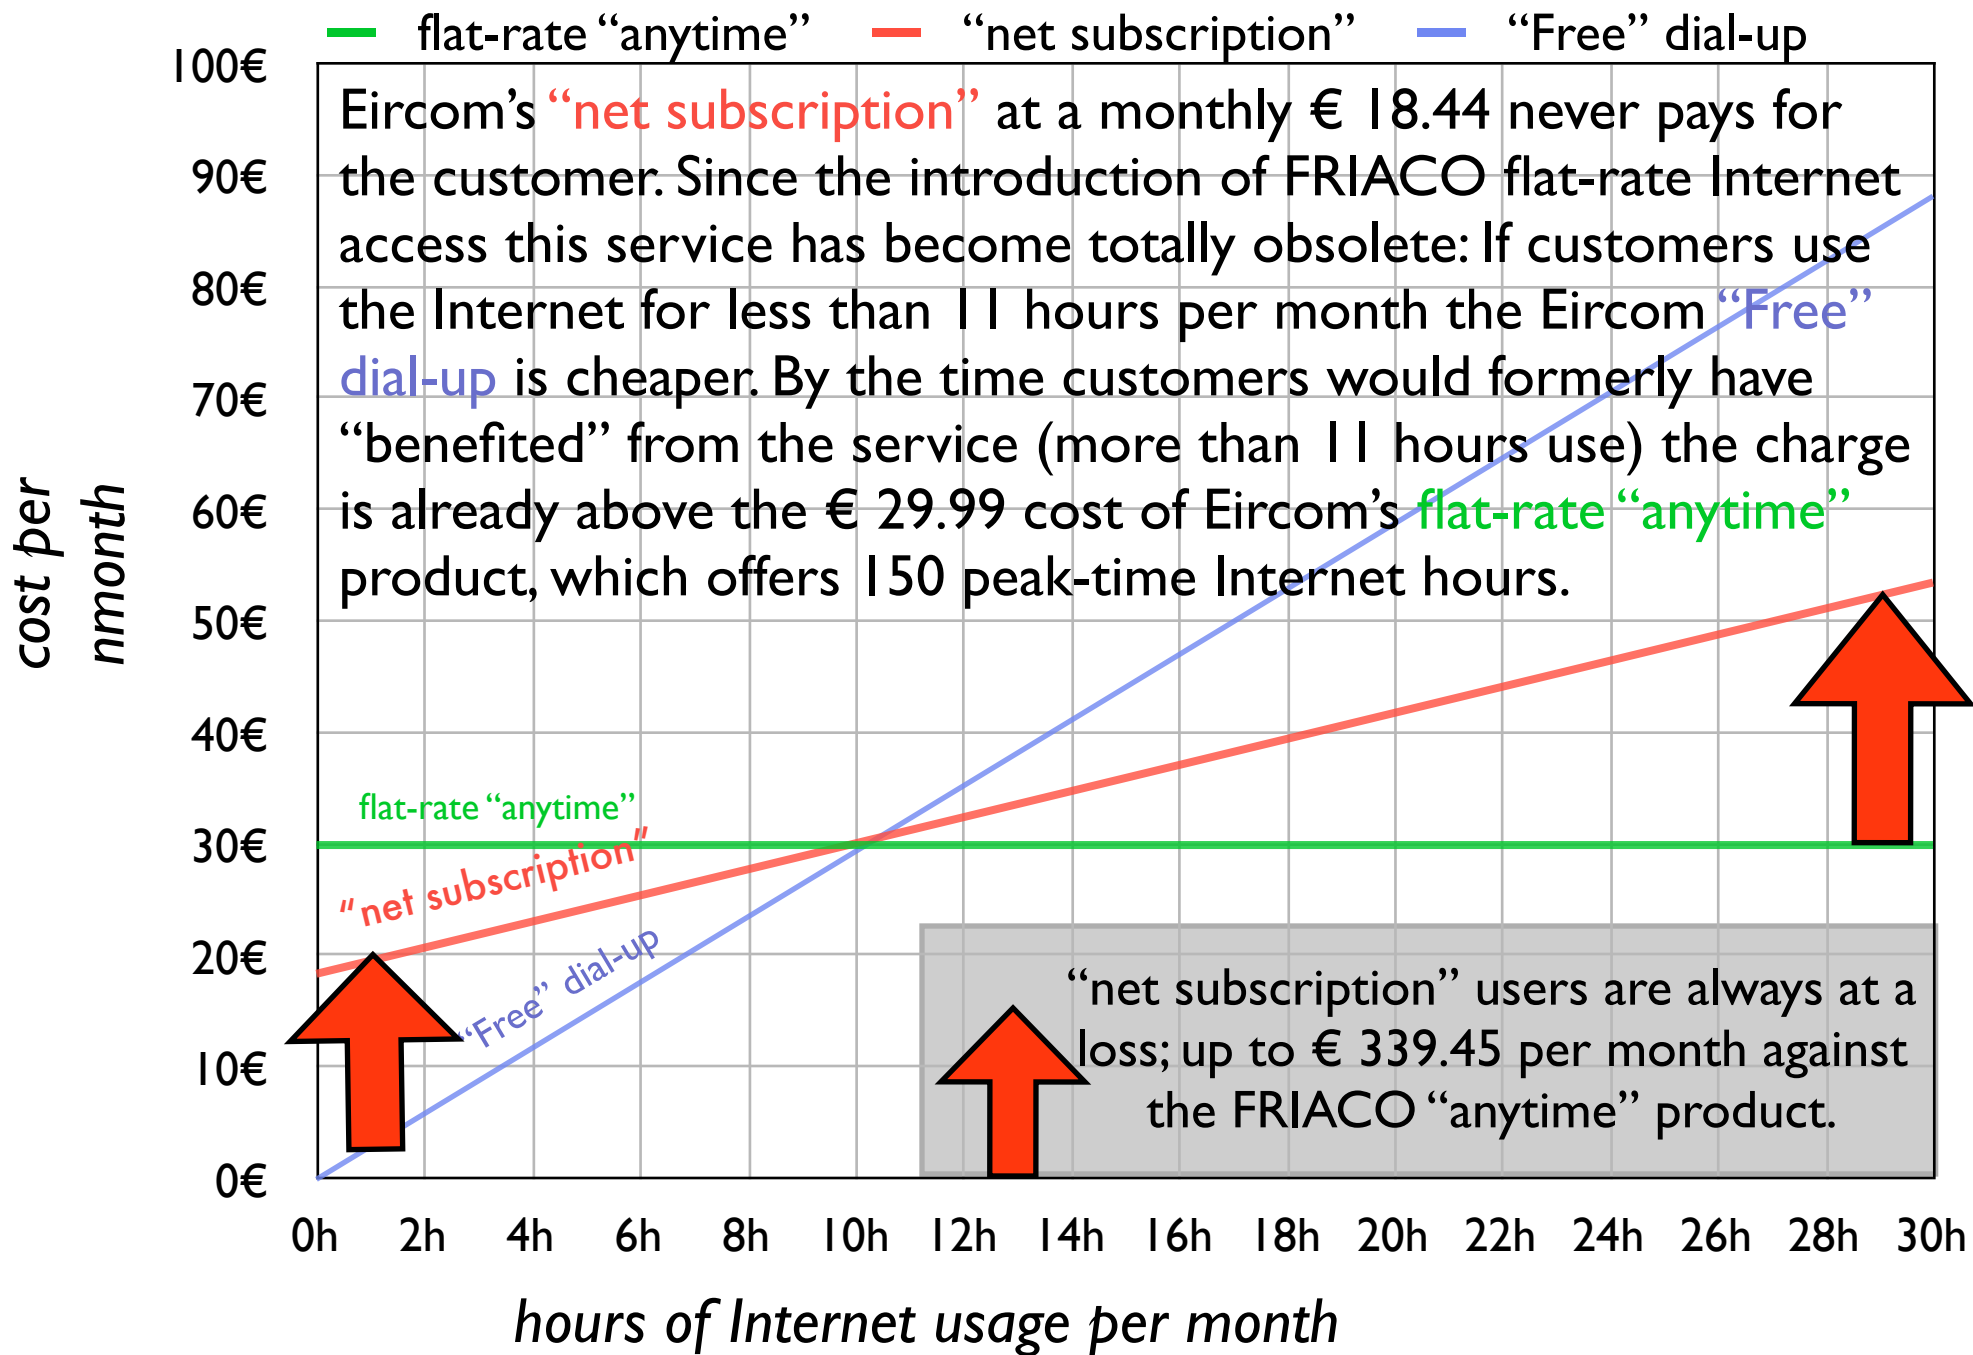 flat-rate “anytime” “net subscription” “Free” dial-up
100€
90€
80€
70€
60€
50€
40€
30€
20€
10€
0€
cost per
nmonth
Eircom’s “net subscription” at a monthly € 18.44 never pays for
the customer. Since the introduction of FRIACO flat-rate Internet
access this service has become totally obsolete: If customers use
the Internet for less than 11 hours per month the Eircom “Free”
dial-up is cheaper. By the time customers would formerly have
“benefited” from the service (more than 11 hours use) the charge
is already above the € 29.99 cost of Eircom’s flat-rate “anytime”
product, which offers 150 peak-time Internet hours.
flat-rate “anytime”
“net subscription”
“Free” dial-up
“net subscription” users are always at a
loss; up to € 339.45 per month against
the FRIACO “anytime” product.
0h 2h 4h 6h 8h 10h 12h 14h 16h 18h 20h 22h 24h 26h 28h 30h
hours of Internet usage per month